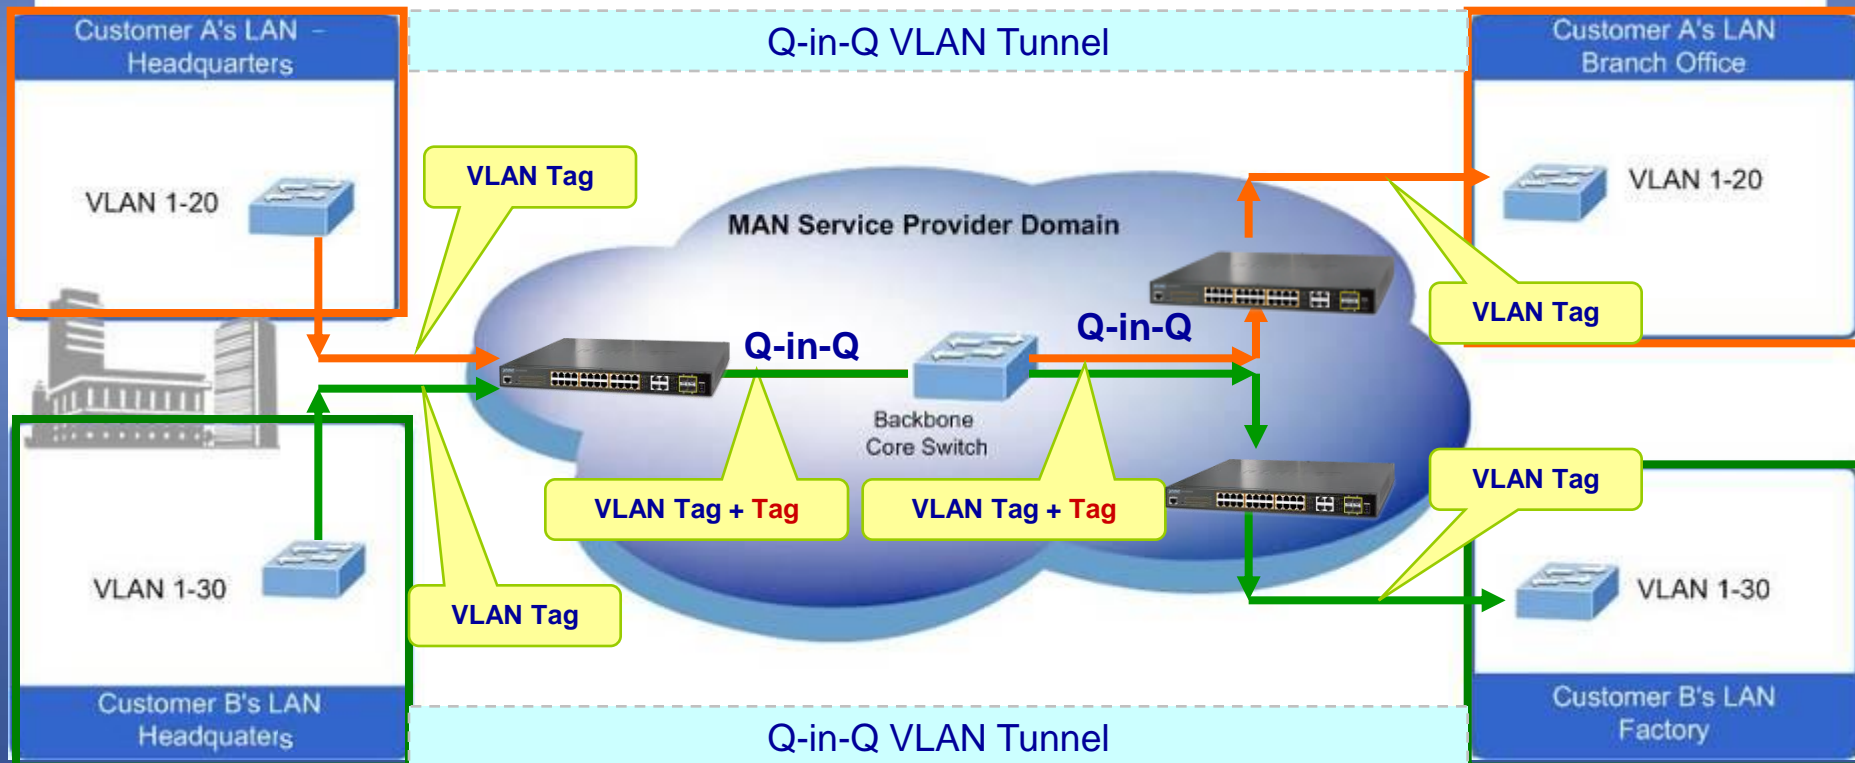 Customer A's LAN –
Headquarters
Q-in-Q VLAN Tunnel
Customer A's LAN
Branch Office
VLAN 1-20
VLAN Tag
MAN Service Provider Domain
VLAN 1-20
VLAN Tag
Q-in-Q
Q-in-Q
Backbone
Core Switch
VLAN Tag + Tag
VLAN Tag + Tag
VLAN Tag
VLAN 1-30
VLAN Tag
VLAN 1-30
Customer B's LAN
Headquaters
Q-in-Q VLAN Tunnel
Customer B's LAN
Factory